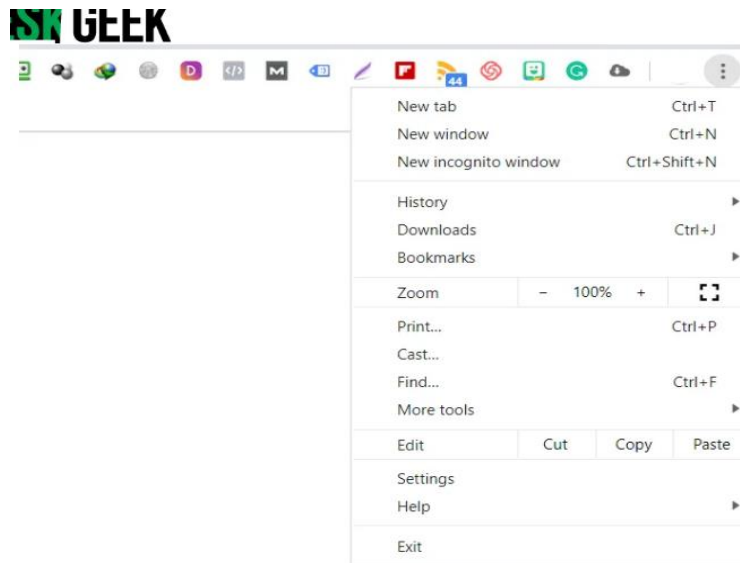 SK GEEK
D </> M 44 G
New tab Ctrl+T
New window Ctrl+N
New incognito window Ctrl+Shift+N
History
Downloads Ctrl+J
Bookmarks
Zoom - 100% +
Print... Ctrl+P
Cast...
Find... Ctrl+F
More tools
Edit Cut Copy Paste
Settings
Help
Exit